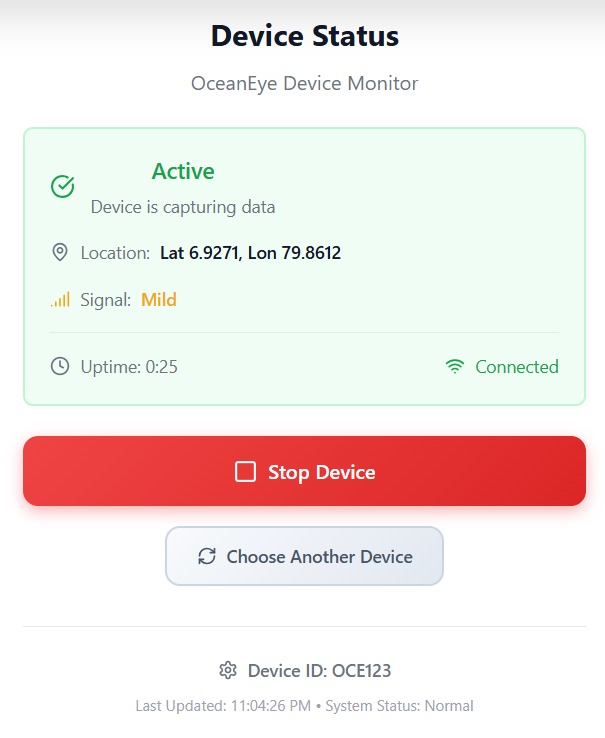 Device Status
OceanEye Device Monitor
Active
Device is capturing data
Location: Lat 6.9271, Lon 79.8612
Signal: Mild
Uptime: 0:25 Connected
Stop Device
Choose Another Device
Device ID: OCE123
Last Updated: 11:04:26 PM • System Status: Normal